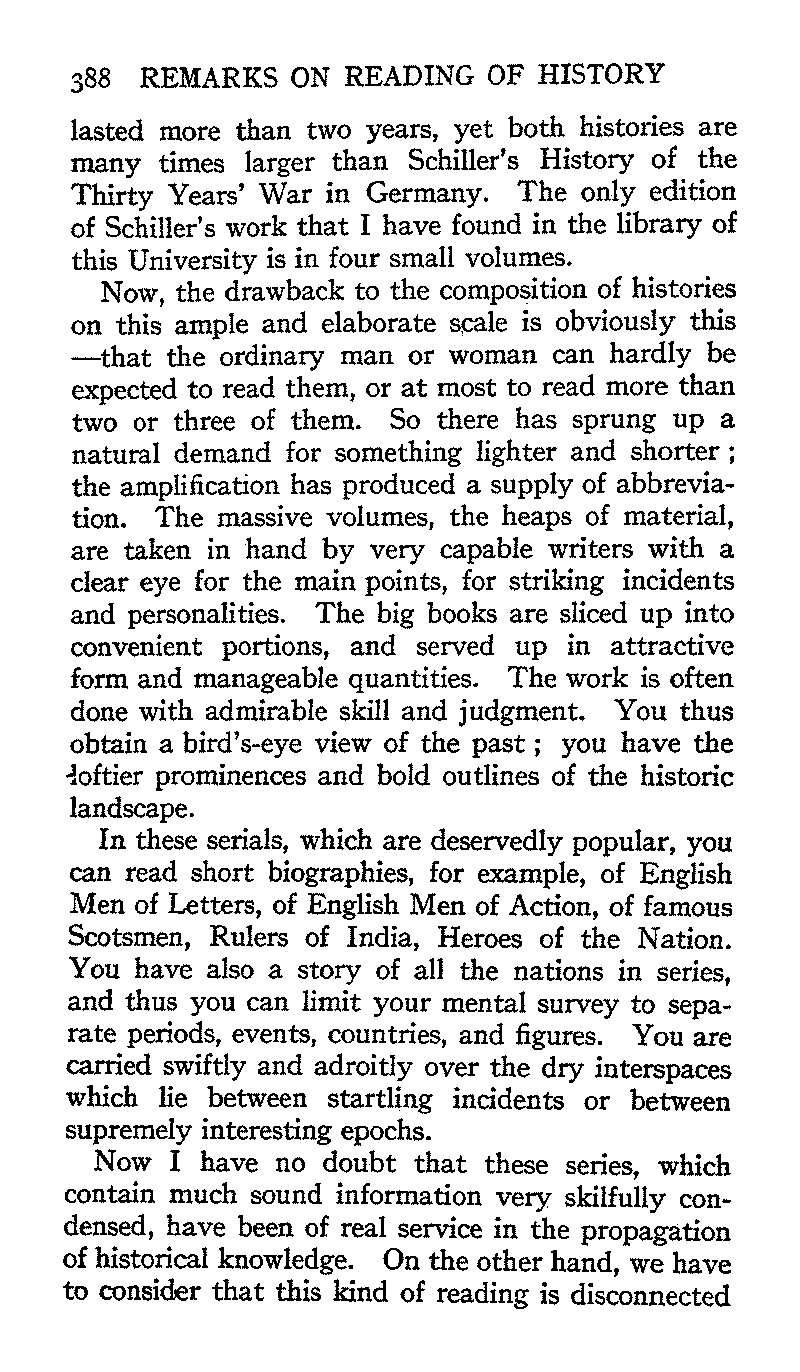 388 REMARKS ON READING OF HISTORY
lasted more than two years, yet both histories are
many times larger than Schiller's History of the
Thirty Years' War in Germany. The only edition
of Schiller's work that I have found in the library of
this University is in four small volumes.
Now, the drawback to the composition of histories
on this ample and elaborate scale is obviously this
—that the ordinary man or woman can hardly be
expected to read them, or at most to read more than
two or three of them. So there has sprung up a
natural demand for something lighter and shorter ;
the amplification has produced a supply of abbrevia-
tion. The massive volumes, the heaps of material,
are taken in hand by very capable writers with a
clear eye for the main points, for striking incidents
and personalities. The big books are sliced up into
convenient portions, and served up in attractive
form and manageable quantities. The work is often
done with admirable skill and judgment. You thus
obtain a bird's-eye view of the past ; you have the
loftier prominences and bold outlines of the historic
landscape.
In these serials, which are deservedly popular, you
can read short biographies, for example, of English
Men of Letters, of English Men of Action, of famous
Scotsmen, Rulers of India, Heroes of the Nation.
You have also a story of all the nations in series,
and thus you can limit your mental survey to sepa-
rate periods, events, countries, and figures. You are
carried swiftly and adroitly over the dry interspaces
which lie between startling incidents or between
supremely interesting epochs.
Now I have no doubt that these series, which
contain much sound information very skilfully con-
densed, have been of real service in the propagation
of historical knowledge. On the other hand, we have
to consider that this kind of reading is disconnected